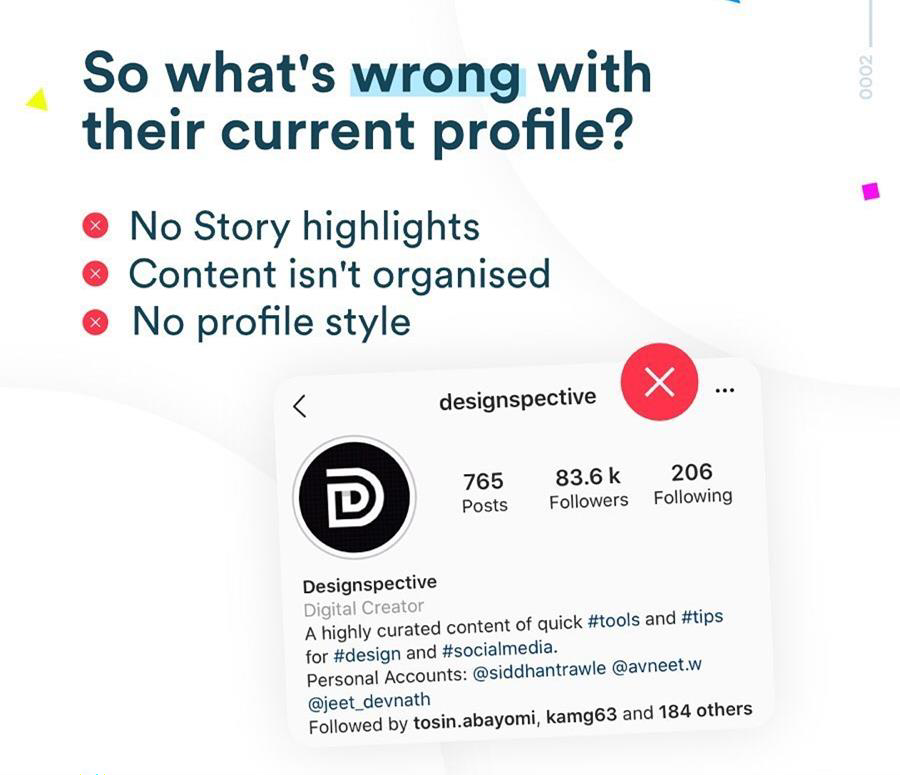 So what's wrong with
their current profile?
0002
No Story highlights
Content isn't organised
No profile style
designspective
765
Posts
83.6 k
Followers
206
Following
Designspective
Digital Creator
A highly curated content of quick #tools and #tips
for #design and #socialmedia.
Personal Accounts: @siddhantrawle @avneet.w
@jeet_devnath
Followed by tosin.abayomi, kamg63 and 184 others